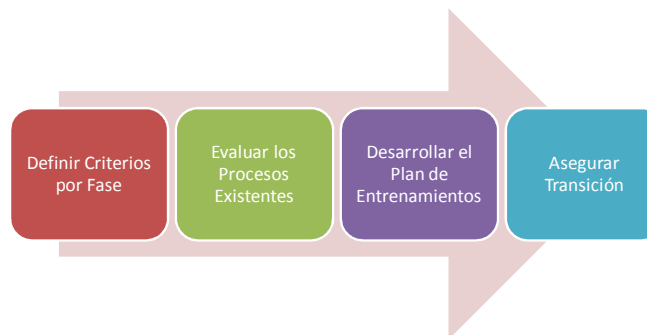 Definir Criterios
por Fase
Evaluar los
Procesos
Existentes
Desarrollar el
Plan de
Entrenamientos
Asegurar
Transición